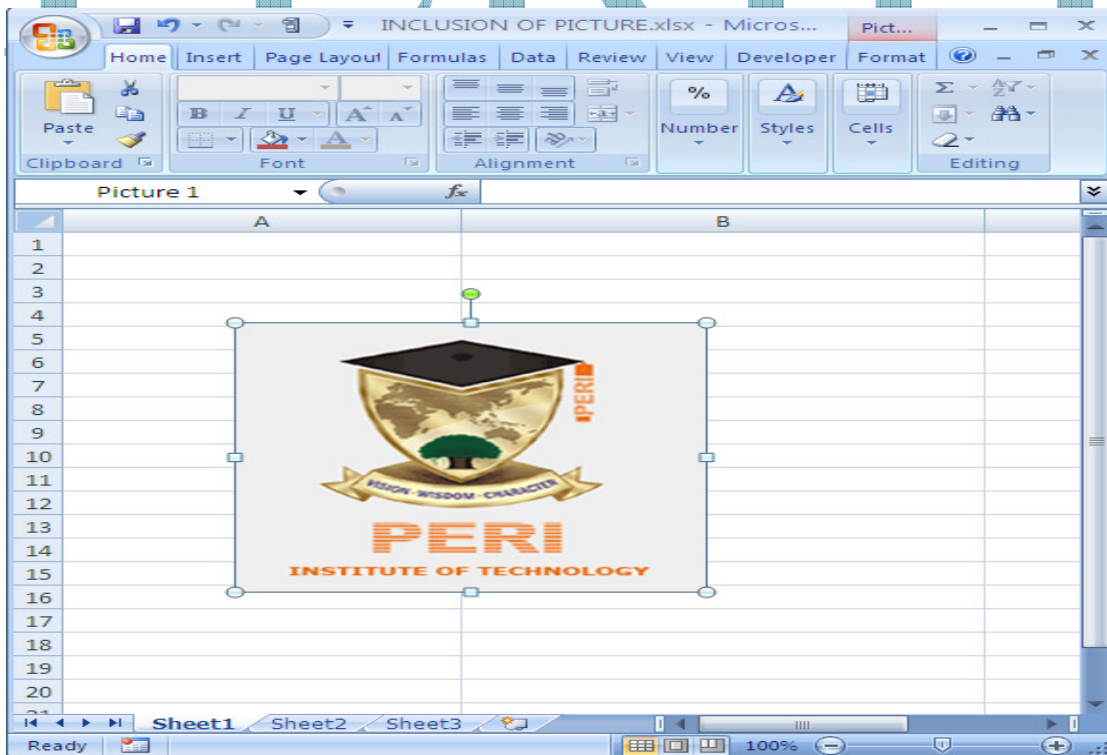 INCLUSION OF PICTURE.xlsx - Micros... Pict...
Home Insert Page Layout Formulas Data Review View Developer Format
Paste
B I U A A
% Number
A Styles
Cells
Σ
A Z
Clipboard Font Alignment Editing
Picture 1 fx
A B
1
2
3
4
5
6
7
8
9
10
11
12
13
14
15
16
17
18
19
20
PERI
VISION - WISDOM - CHARACTER
PERI
INSTITUTE OF TECHNOLOGY
Sheet1 Sheet2 Sheet3
Ready 100%